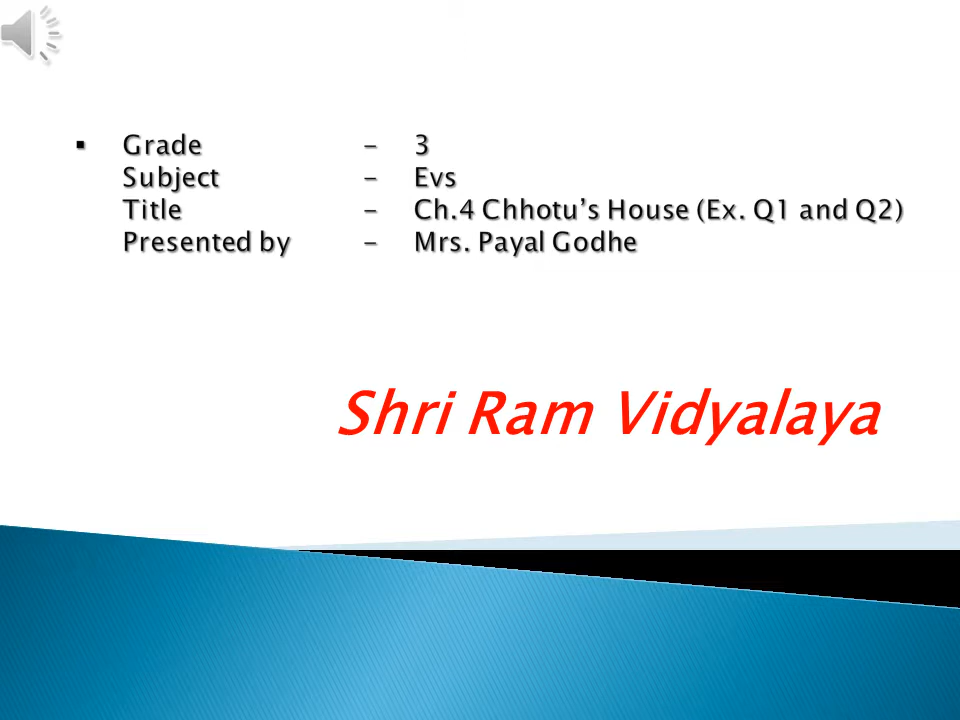 ▪ Grade - 3
Subject - Evs
Title - Ch.4 Chhotu’s House (Ex. Q1 and Q2)
Presented by - Mrs. Payal Godhe
Shri Ram Vidyalaya